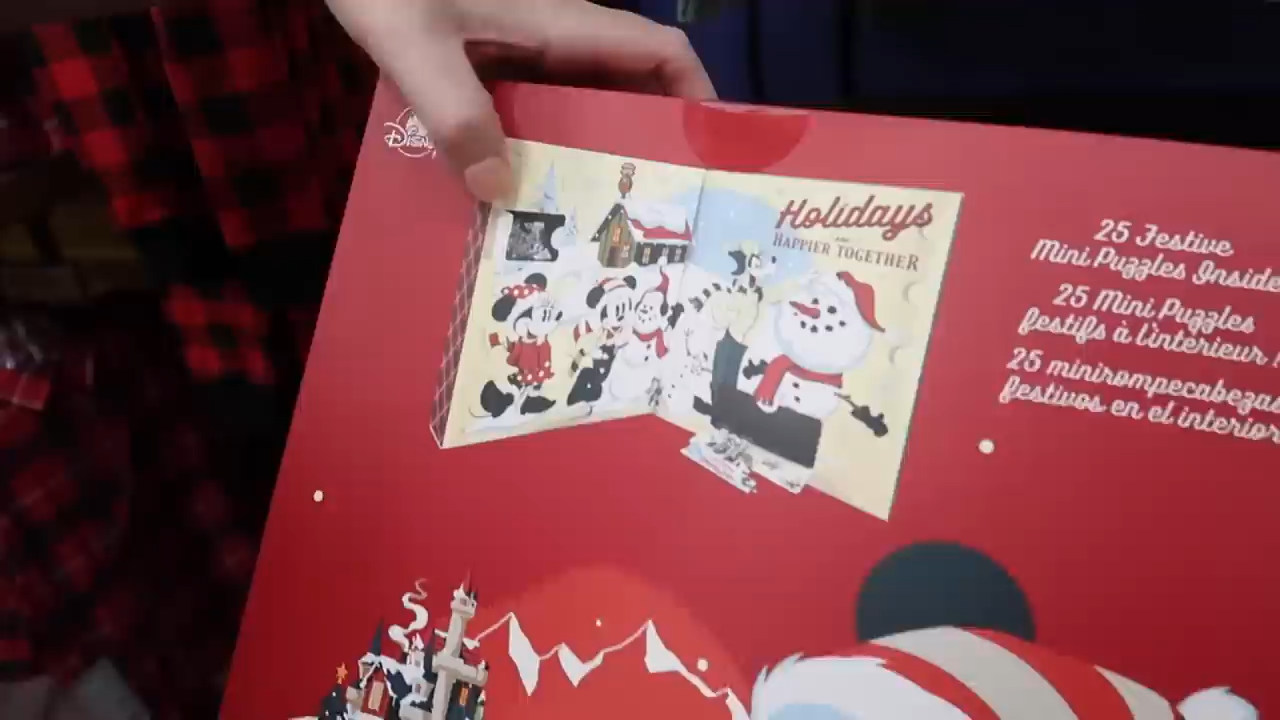 Disney
Holidays
ARE
HAPPIER TOGETHER
25 Festive
Mini Puzzles Inside
25 Mini Puzzles
festifs à l'intérieur !
25 minirompecabezas
festivos en el interior